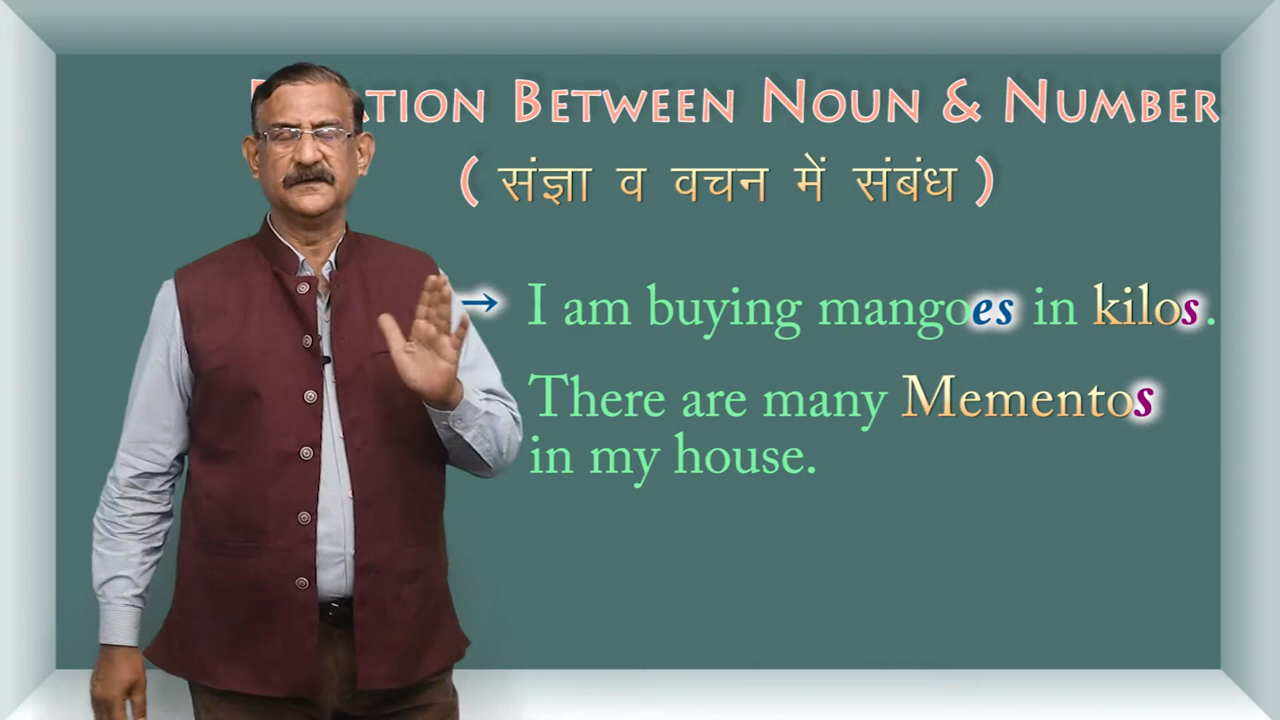 BETWEEN NOUN & NUMBER
( संज्ञा व वचन में संबंध )
→ I am buying mangoes in kilos.
There are many Mementos
in my house.